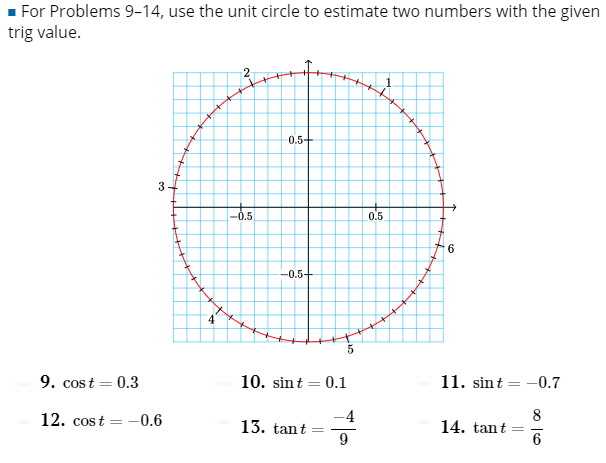 ▪ For Problems 9–14, use the unit circle to estimate two numbers with the given
trig value.
2
1
0.5
3
−0.5 0.5
6
−0.5
4
5
9. cos t = 0.3 10. sin t = 0.1 11. sin t = −0.7
12. cos t = −0.6 13. tan t = −4/9 14. tan t = 8/6